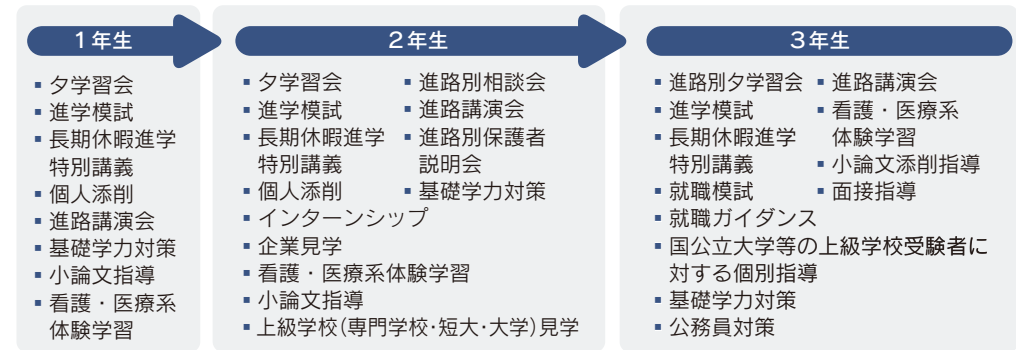 1年生
▪夕学習会
▪進学模試
▪長期休暇進学
特別講義
▪個人添削
▪進路講演会
▪基礎学力対策
▪小論文指導
▪看護・医療系
体験学習
2年生
▪夕学習会
▪進学模試
▪長期休暇進学
特別講義
▪個人添削
▪進路別相談会
▪進路講演会
▪進路別保護者
説明会
▪基礎学力対策
▪インターンシップ
▪企業見学
▪看護・医療系体験学習
▪小論文指導
▪上級学校(専門学校・短大・大学)見学
3年生
▪進路別夕学習会
▪進学模試
▪長期休暇進学
特別講義
▪就職模試
▪進路講演会
▪看護・医療系
体験学習
▪小論文添削指導
▪面接指導
▪就職ガイダンス
▪国公立大学等の上級学校受験者に
対する個別指導
▪基礎学力対策
▪公務員対策